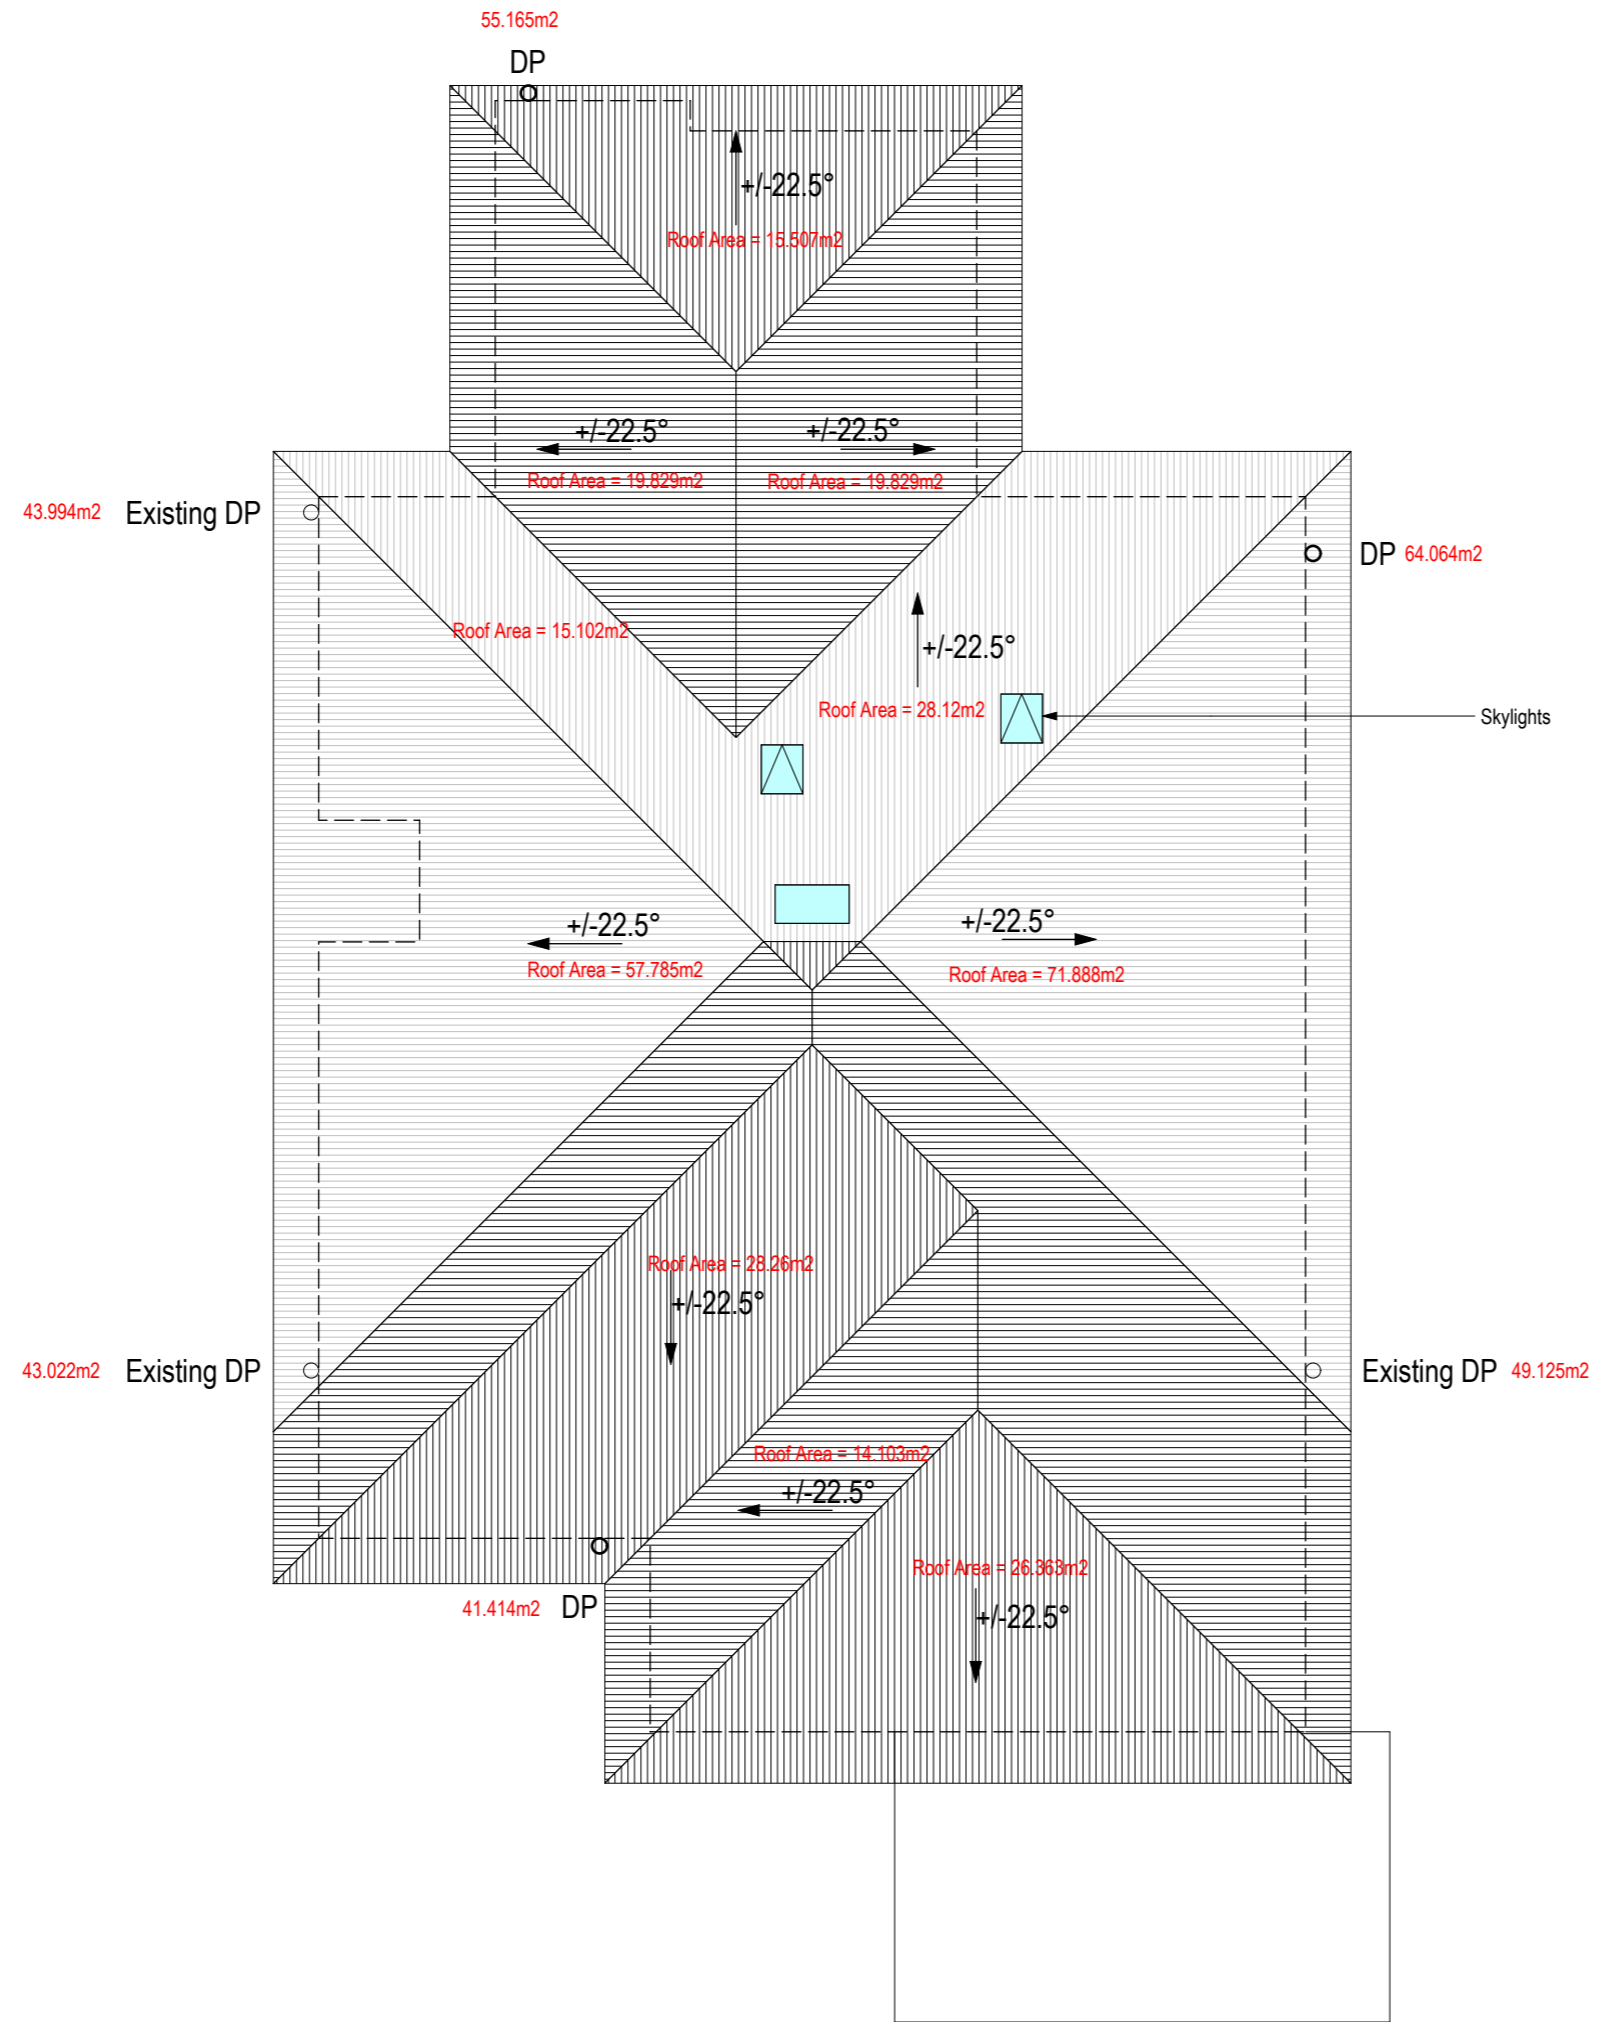 55.165m2
DP
+/-22.5°
Roof Area = 15.507m2
+/-22.5° +/-22.5°
Roof Area = 19.829m2 Roof Area = 19.829m2
43.994m2 Existing DP
DP 64.064m2
Roof Area = 15.102m2
+/-22.5°
Roof Area = 28.12m2
Skylights
+/-22.5° +/-22.5°
Roof Area = 57.785m2 Roof Area = 71.888m2
Roof Area = 28.26m2
+/-22.5°
43.022m2 Existing DP
Existing DP 49.125m2
Roof Area = 14.103m2
+/-22.5°
Roof Area = 26.363m2
+/-22.5°
41.414m2 DP